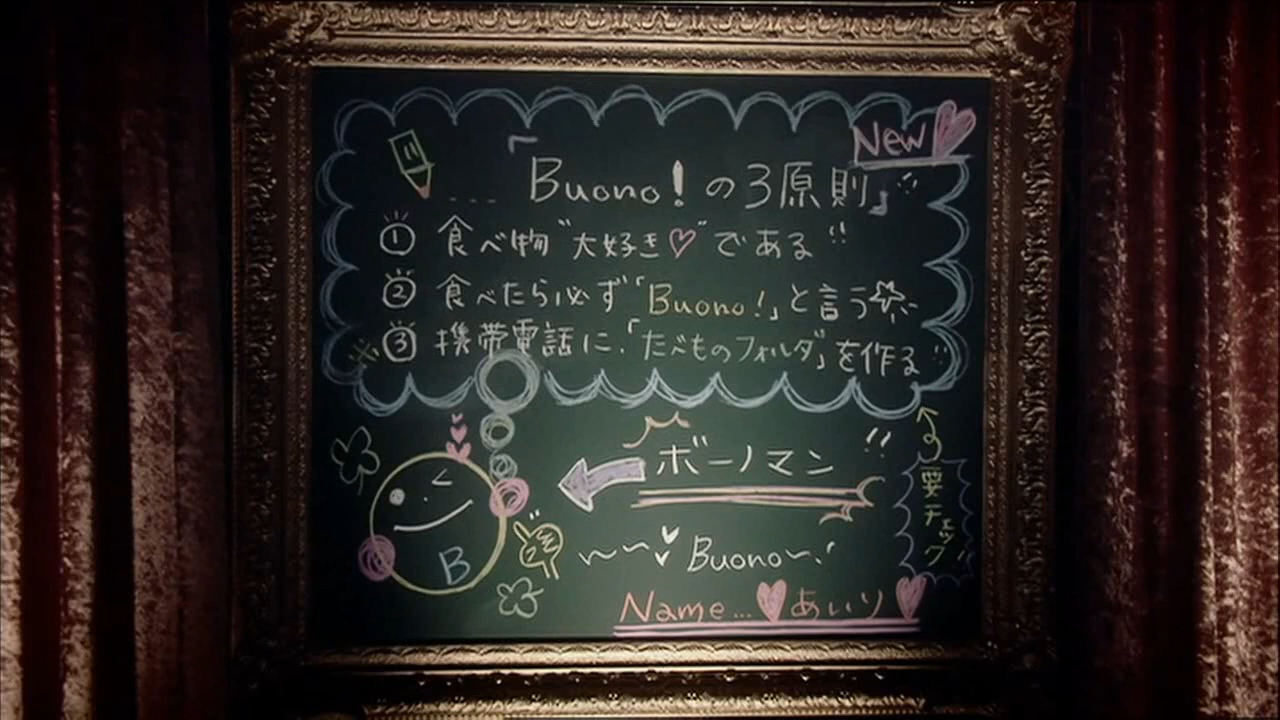 New
「Buono!の3原則」
① 食べ物"大好き♡"である
② 食べたら必ず「Buono!」と言う☆
③ 携帯電話に、「たべものフォルダ」を作る
要チェック
ボーノマン
B
〜〜Buono〜!
Name...♥あいり♥